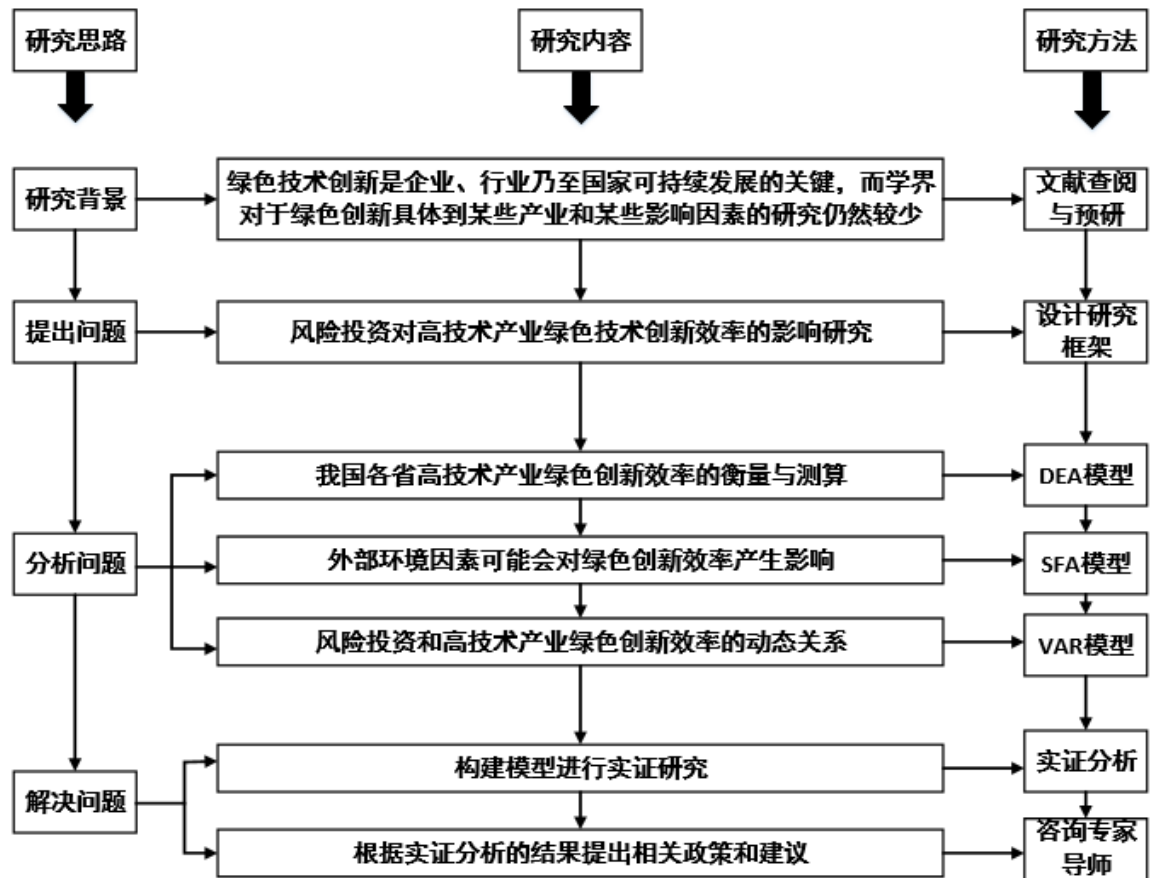 研究思路
研究内容
研究方法
研究背景
绿色技术创新是企业、行业乃至国家可持续发展的关键，而学界
对于绿色创新具体到某些产业和某些影响因素的研究仍然较少
文献查阅
与预研
提出问题
风险投资对高技术产业绿色技术创新效率的影响研究
设计研究
框架
分析问题
我国各省高技术产业绿色创新效率的衡量与测算
DEA模型
外部环境因素可能会对绿色创新效率产生影响
SFA模型
风险投资和高技术产业绿色创新效率的动态关系
VAR模型
解决问题
构建模型进行实证研究
实证分析
根据实证分析的结果提出相关政策和建议
咨询专家
导师